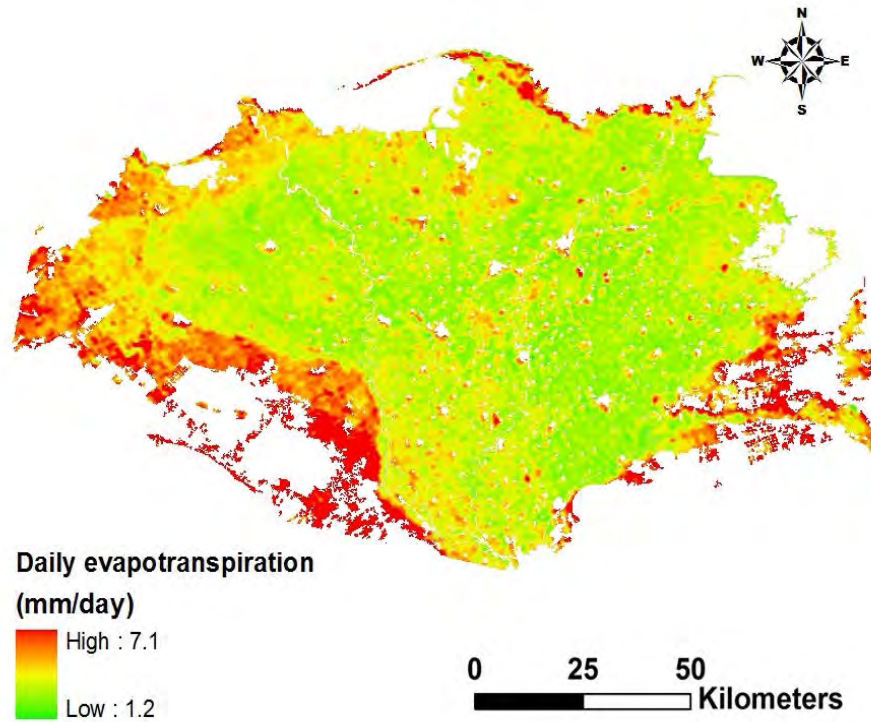 N
W E
S
Daily evapotranspiration
(mm/day)
High : 7.1
Low : 1.2
0 25 50
Kilometers